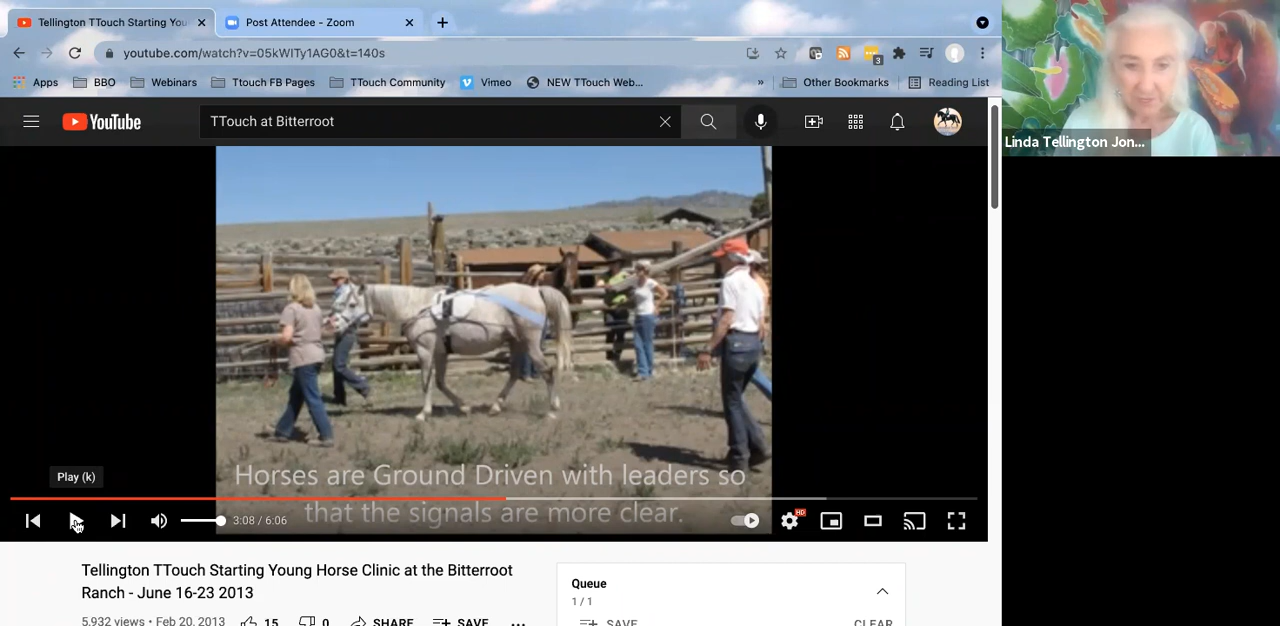 Tellington TTouch Starting You
Post Attendee - Zoom
youtube.com/watch?v=05kWITy1AG0&t=140s
3
Apps
BBO
Webinars
Ttouch FB Pages
TTouch Community
Vimeo
NEW TTouch Web...
»
Other Bookmarks
Reading List
YouTube
TTouch at Bitterroot
Linda Tellington Jon...
Play (k)
Horses are Ground Driven with leaders so
that the signals are more clear.
3:08 / 6:06
HD
Tellington TTouch Starting Young Horse Clinic at the Bitterroot
Ranch - June 16-23 2013
5,932 views • Feb 20, 2013
15
0
SHARE
SAVE
...
Queue
1 / 1
SAVE
CLEAR